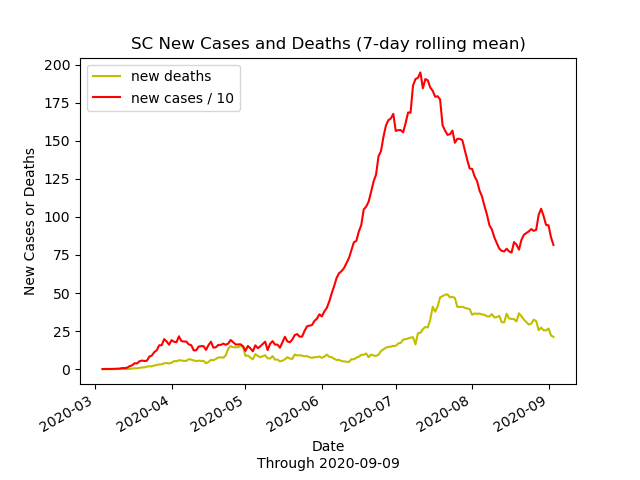 SC New Cases and Deaths (7-day rolling mean)
new deaths
new cases / 10
New Cases or Deaths
200
175
150
125
100
75
50
25
0
2020-03
2020-04
2020-05
2020-06
2020-07
2020-08
2020-09
Date
Through 2020-09-09